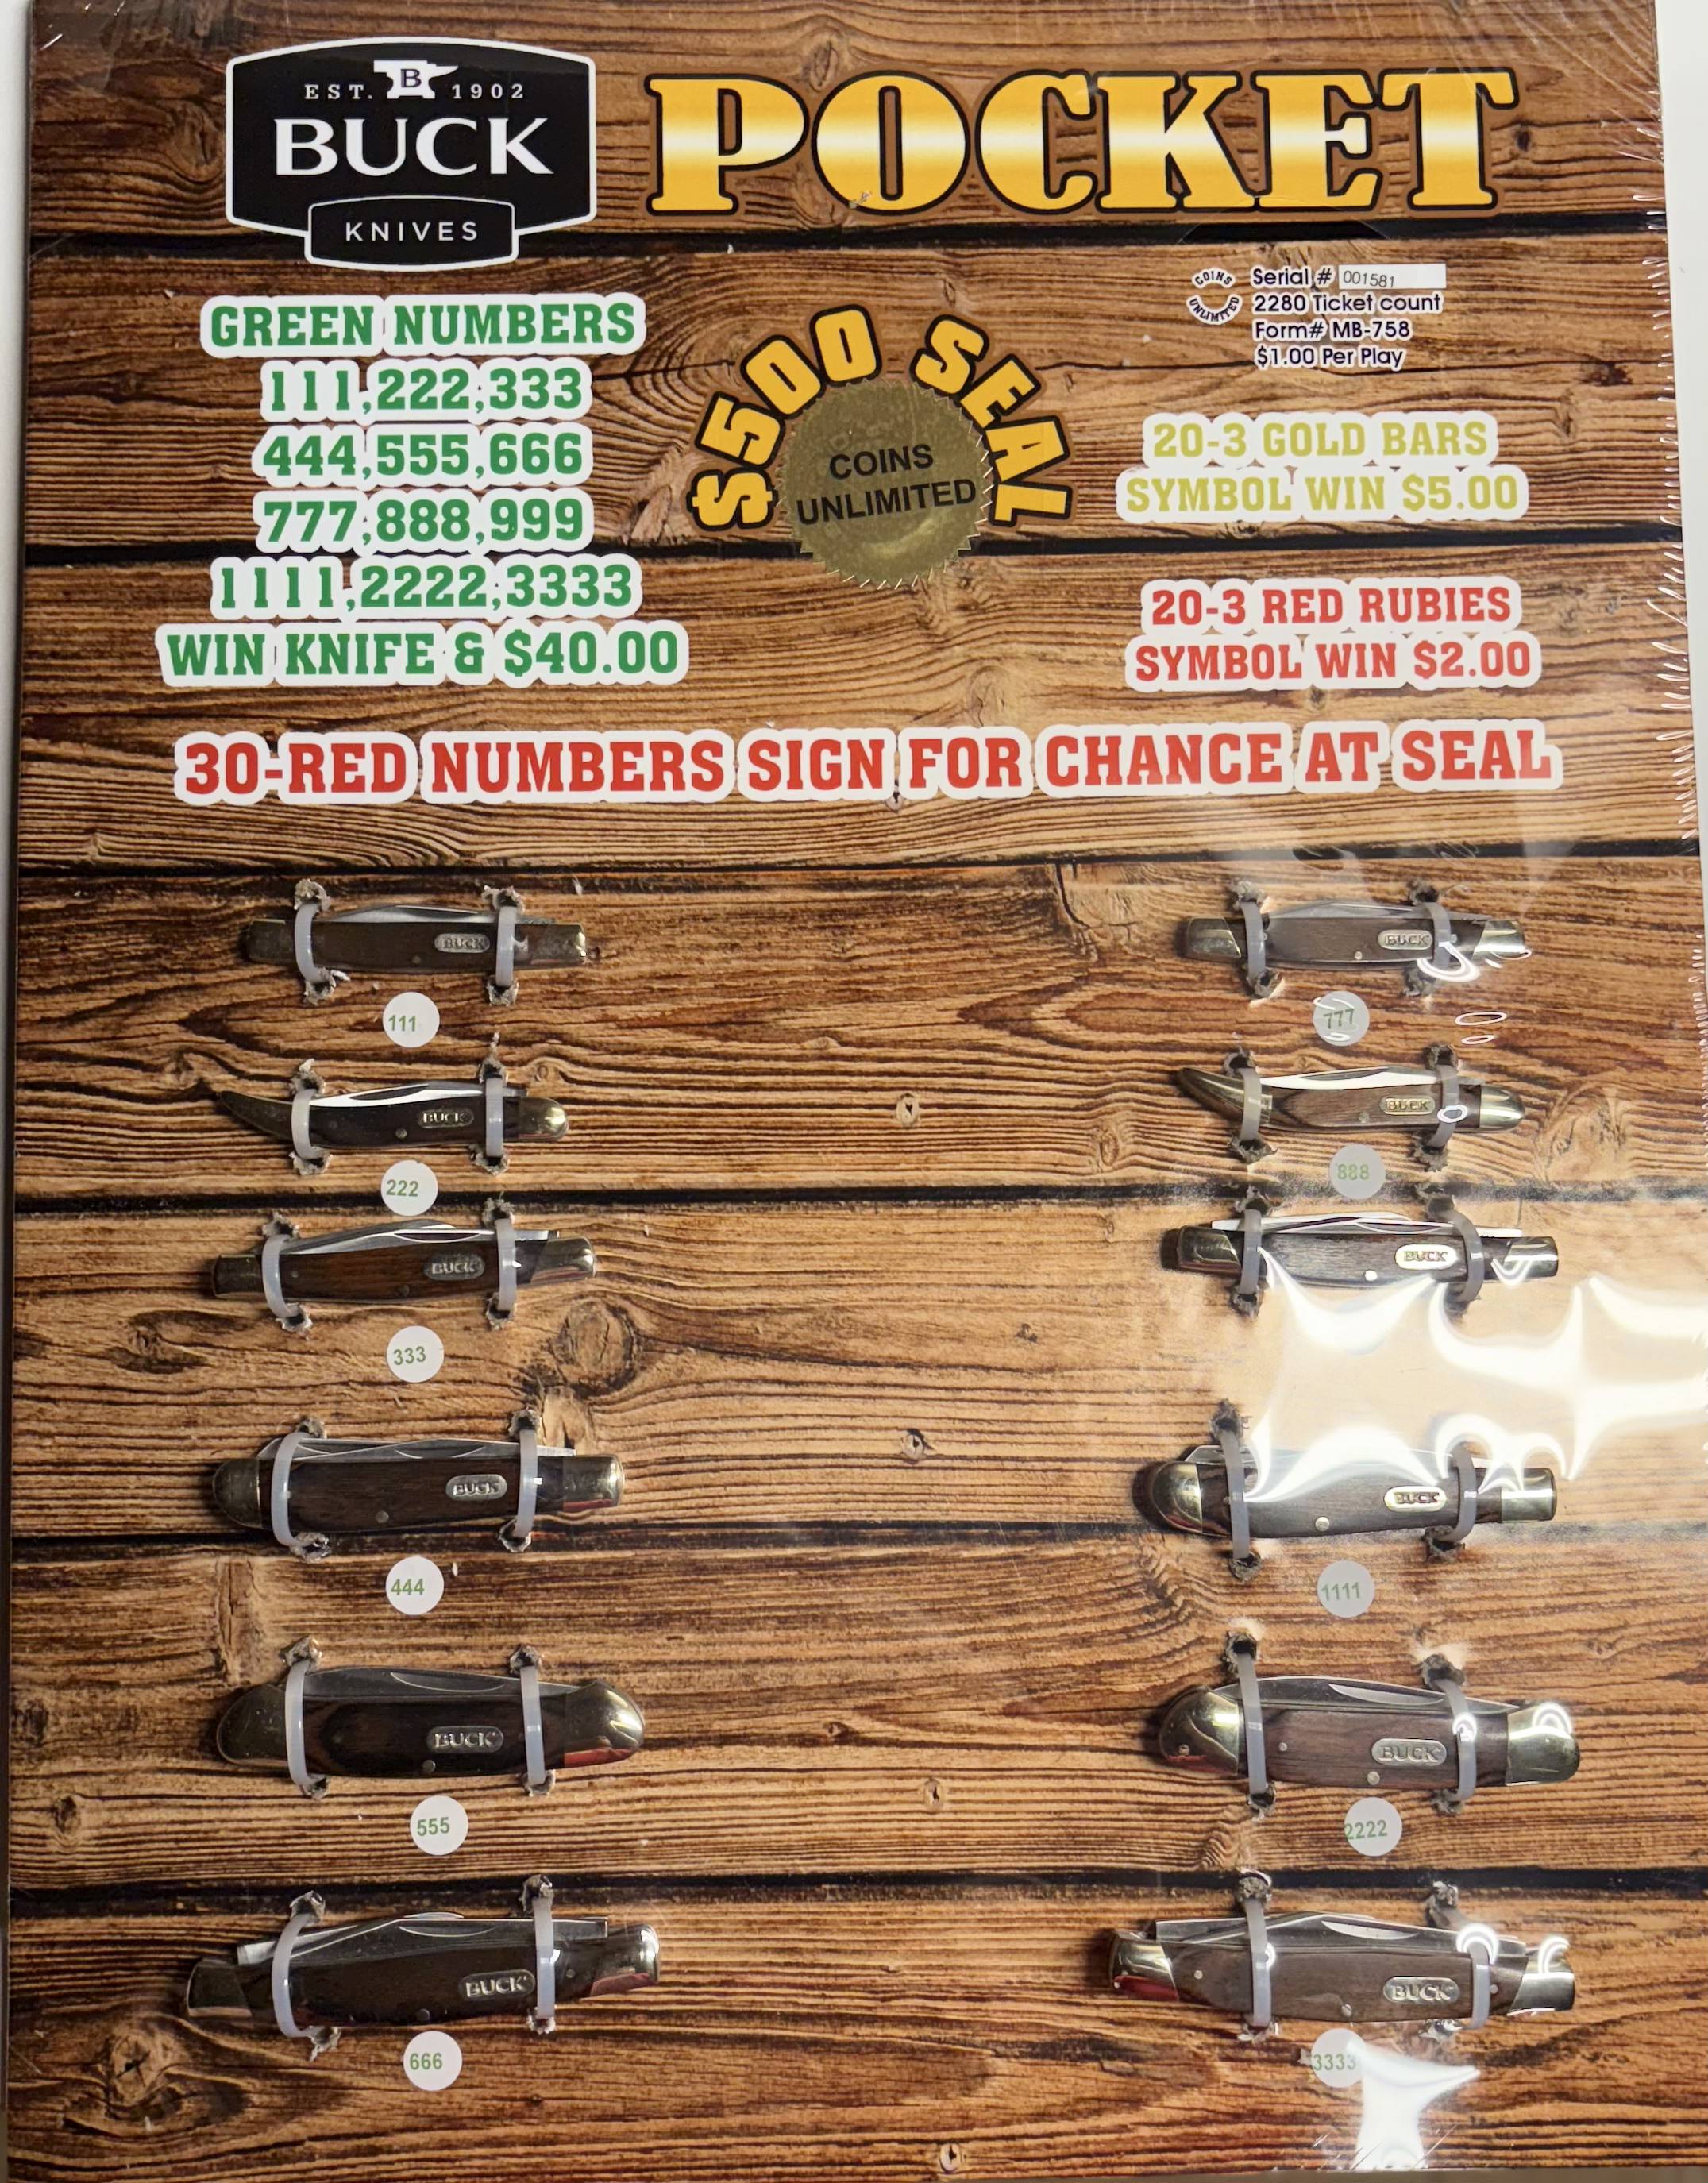 EST. B 1902
BUCK
KNIVES
POCKET
COINS UNLIMITED
Serial # 001581
2280 Ticket count
Form# MB-758
$1.00 Per Play
GREEN NUMBERS
111,222,333
444,555,666
777,888,999
1111,2222,3333
WIN KNIFE & $40.00
$500 SEAL
COINS
UNLIMITED
20-3 GOLD BARS
SYMBOL WIN $5.00
20-3 RED RUBIES
SYMBOL WIN $2.00
30-RED NUMBERS SIGN FOR CHANCE AT SEAL
BUCK
BUCK
111
777
BUCK
BUCK
222
888
BUCK
BUCK
333
BUCK
BUCK
444
1111
BUCK
BUCK
555
2222
BUCK
BUCK
666
3333